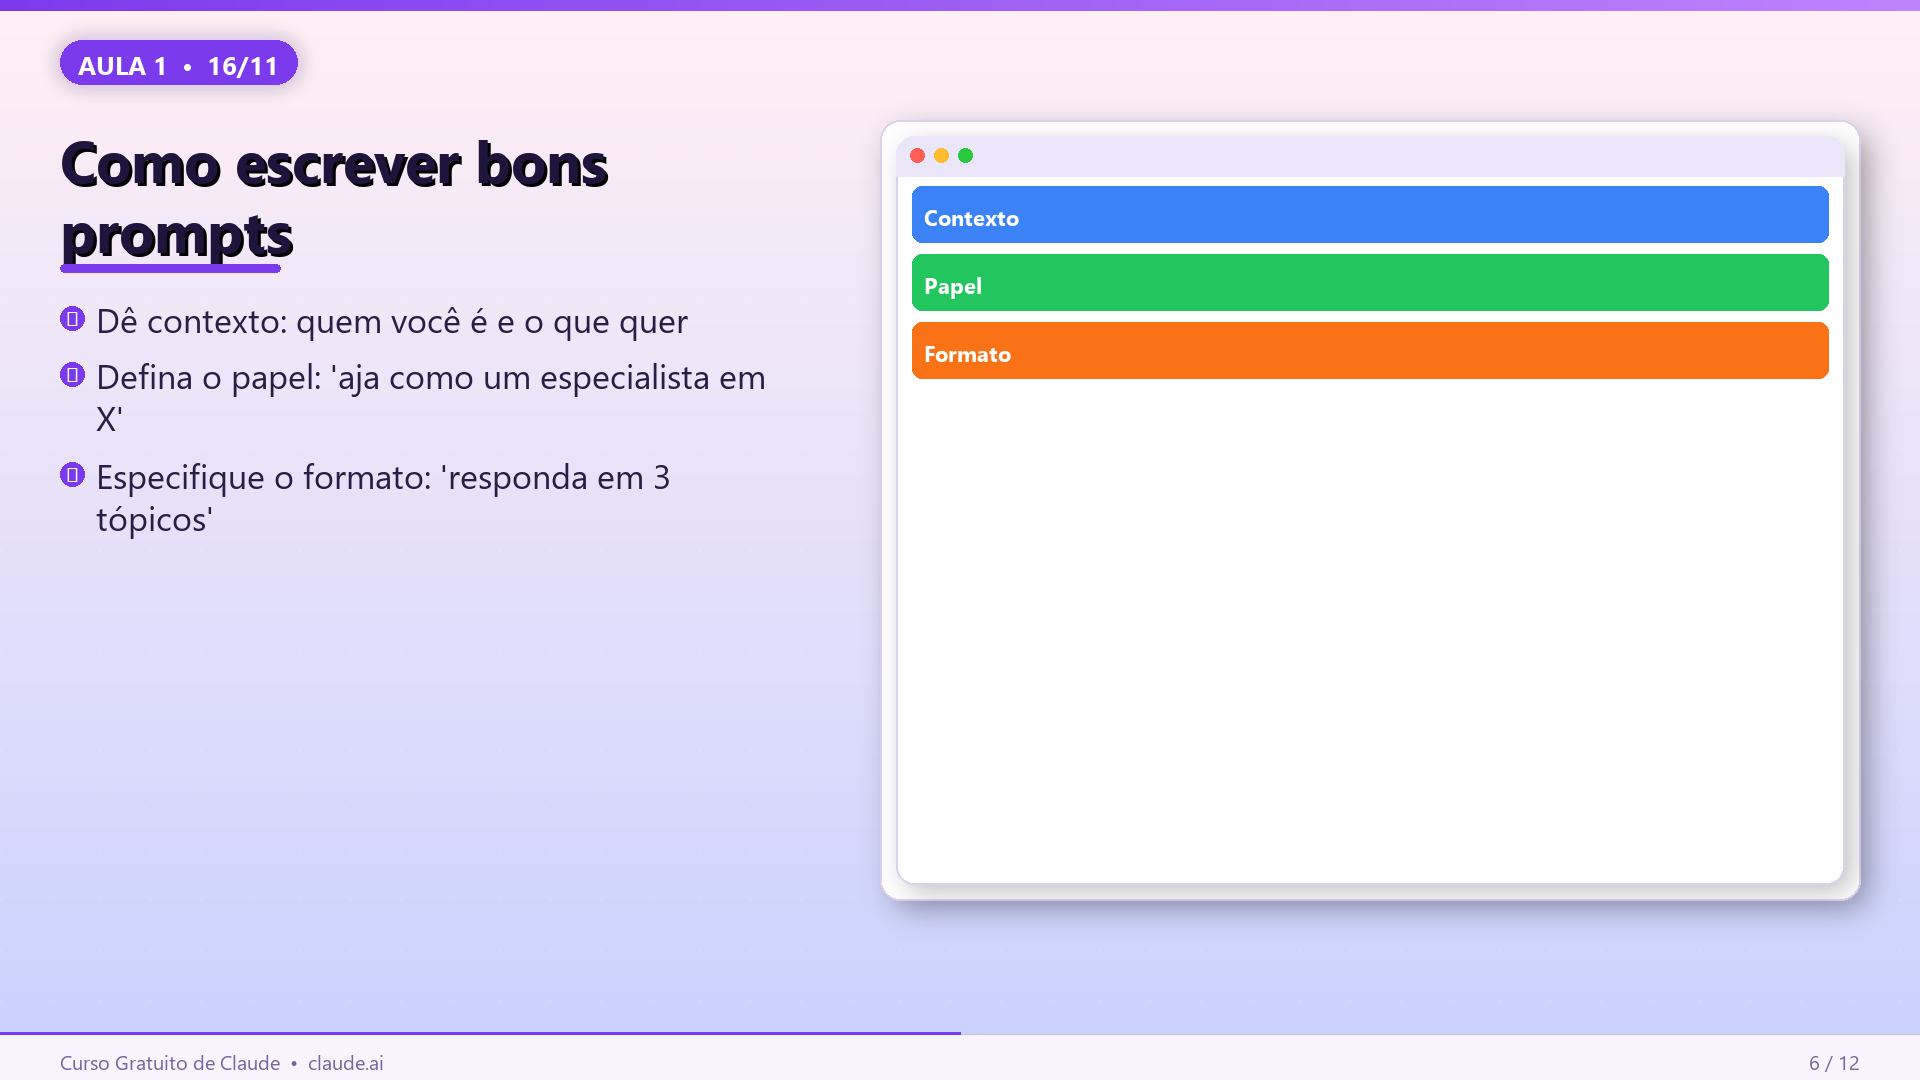 AULA 1 • 16/11
Como escrever bons
prompts
Dê contexto: quem você é e o que quer
Defina o papel: 'aja como um especialista em
X'
Especifique o formato: 'responda em 3
tópicos'
Contexto
Papel
Formato
Curso Gratuito de Claude • claude.ai
6 / 12